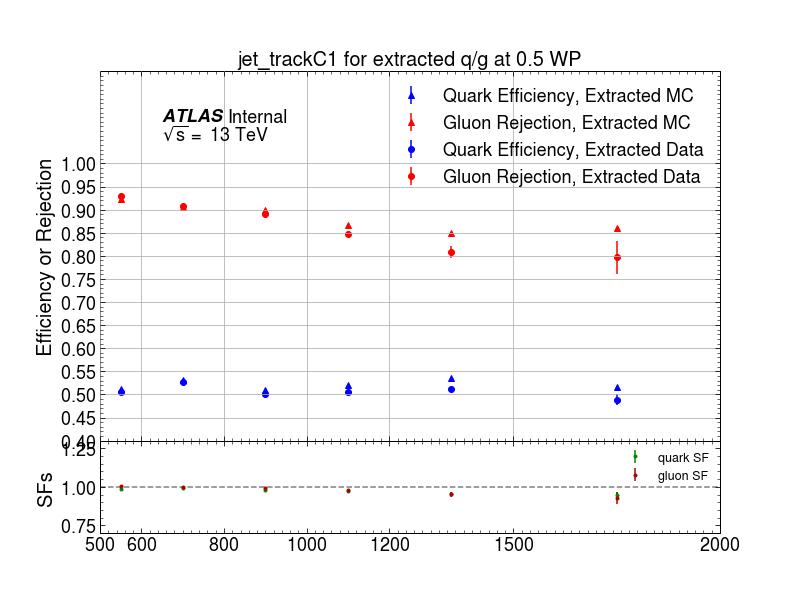 jet_trackC1 for extracted q/g at 0.5 WP
ATLAS Internal
√s = 13 TeV
Quark Efficiency, Extracted MC
Gluon Rejection, Extracted MC
Quark Efficiency, Extracted Data
Gluon Rejection, Extracted Data
Efficiency or Rejection
1.00
0.95
0.90
0.85
0.80
0.75
0.70
0.65
0.60
0.55
0.50
0.45
0.40
SFs
1.25
1.00
0.75
quark SF
gluon SF
500 600 800 1000 1200 1500 2000